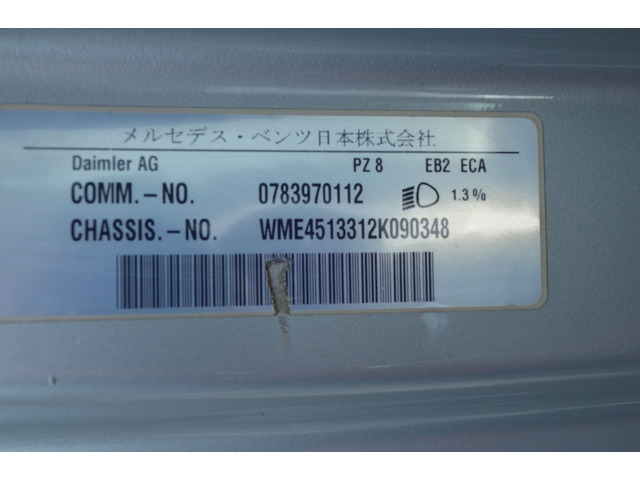 メルセデス・ベンツ日本株式会社
Daimler AG PZ 8 EB2 ECA
COMM.-NO. 0783970112 1.3%
CHASSIS.-NO. WME4513312K090348